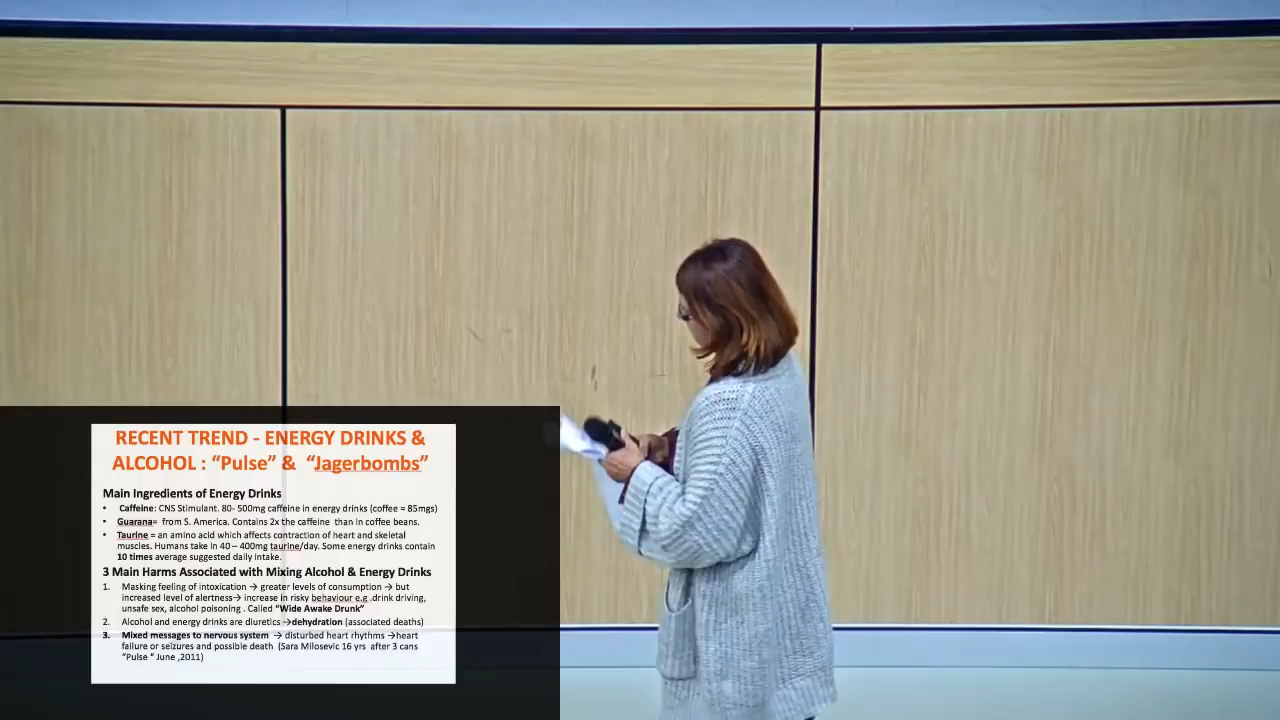 RECENT TREND - ENERGY DRINKS &
ALCOHOL : “Pulse” & “Jagerbombs”
Main Ingredients of Energy Drinks
• Caffeine: CNS Stimulant. 80- 500mg caffeine in energy drinks (coffee = 85mgs)
• Guarana= from S. America. Contains 2x the caffeine than in coffee beans.
• Taurine = an amino acid which affects contraction of heart and skeletal
muscles. Humans take in 40 – 400mg taurine/day. Some energy drinks contain
10 times average suggested daily intake.
3 Main Harms Associated with Mixing Alcohol & Energy Drinks
1. Masking feeling of intoxication → greater levels of consumption → but
increased level of alertness→ increase in risky behaviour e.g .drink driving,
unsafe sex, alcohol poisoning . Called “Wide Awake Drunk”
2. Alcohol and energy drinks are diuretics →dehydration (associated deaths)
3. Mixed messages to nervous system → disturbed heart rhythms →heart
failure or seizures and possible death (Sara Milosevic 16 yrs after 3 cans
“Pulse “ June ,2011)